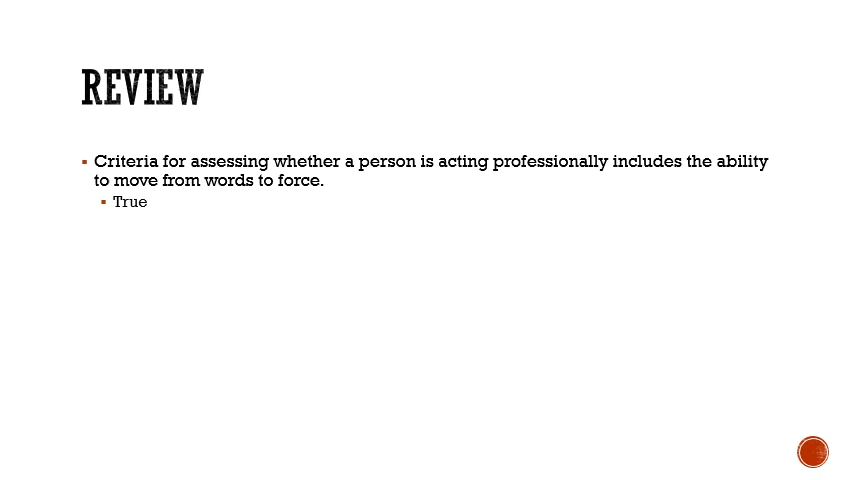 REVIEW
Criteria for assessing whether a person is acting professionally includes the ability
to move from words to force.
True